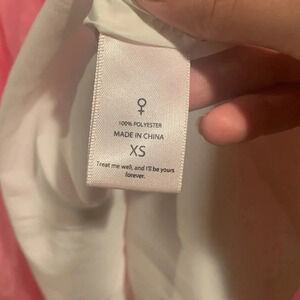 100% POLYESTER
MADE IN CHINA
XS
Treat me well, and I'll be yours
forever.